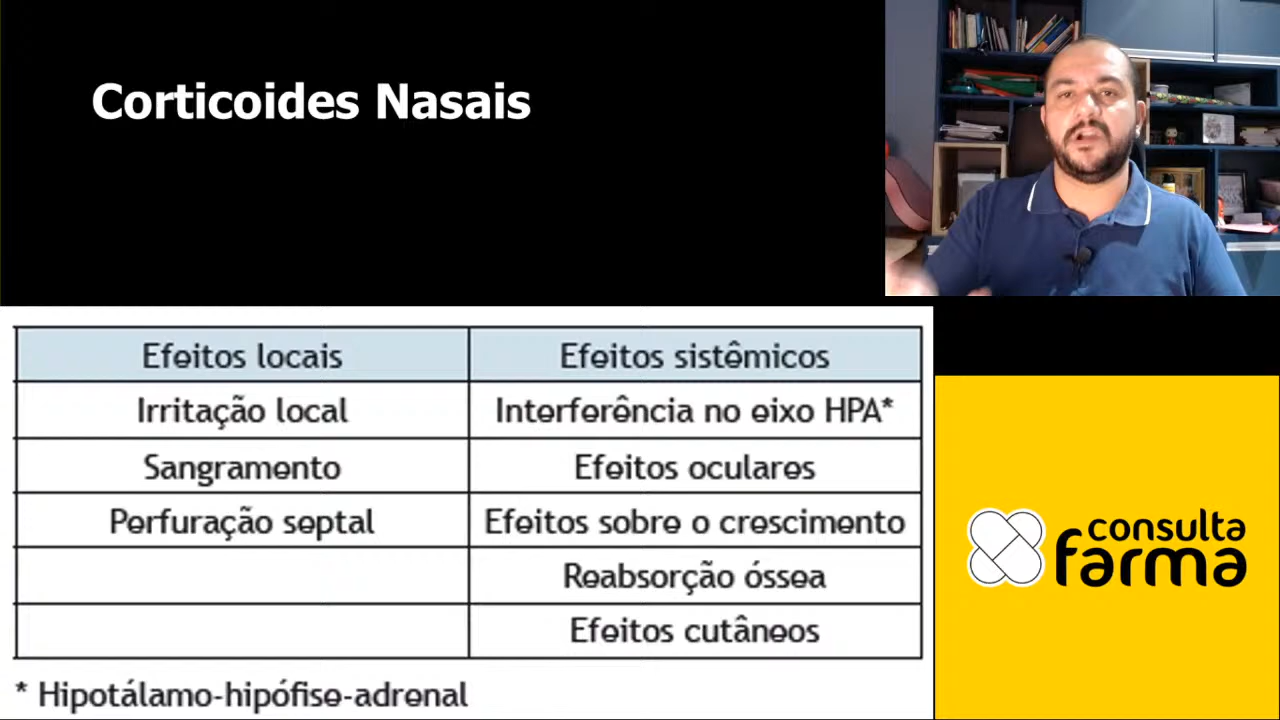 Corticoides Nasais
Efeitos locais Efeitos sistêmicos
Irritação local Interferência no eixo HPA*
Sangramento Efeitos oculares
Perfuração septal Efeitos sobre o crescimento
Reabsorção óssea
Efeitos cutâneos
* Hipotálamo-hipófise-adrenal
consulta
farma